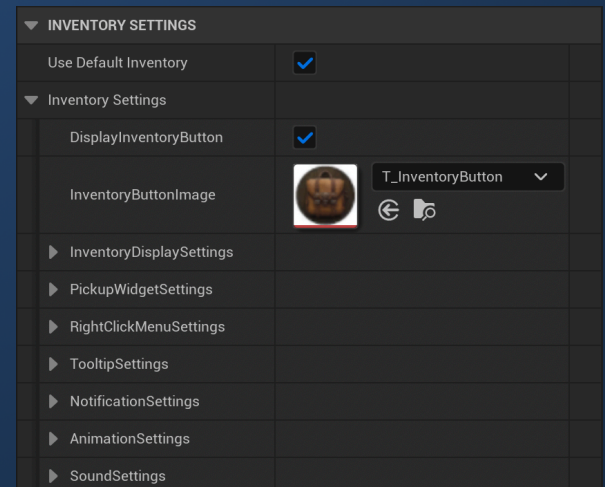 INVENTORY SETTINGS
Use Default Inventory
Inventory Settings
DisplayInventoryButton
InventoryButtonImage
T_InventoryButton
InventoryDisplaySettings
PickupWidgetSettings
RightClickMenuSettings
TooltipSettings
NotificationSettings
AnimationSettings
SoundSettings